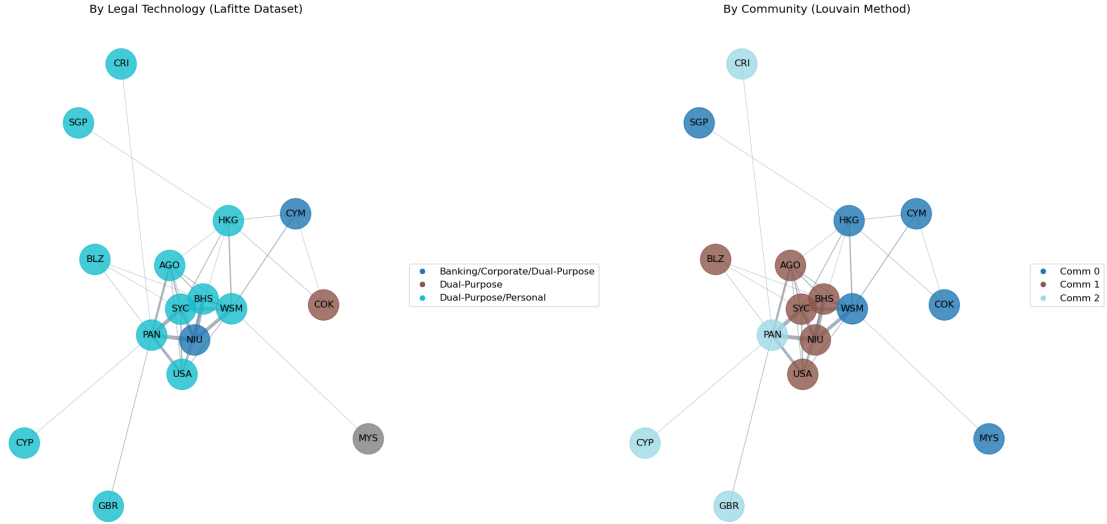 By Legal Technology (Lafitte Dataset)
CRI
SGP
HKG
CYM
BLZ
AGO
BHS
SYC
WSM
COK
PAN
NIU
USA
CYP
MYS
GBR
Banking/Corporate/Dual-Purpose
Dual-Purpose
Dual-Purpose/Personal
By Community (Louvain Method)
CRI
SGP
HKG
CYM
BLZ
AGO
BHS
SYC
WSM
COK
PAN
NIU
USA
CYP
MYS
GBR
Comm 0
Comm 1
Comm 2